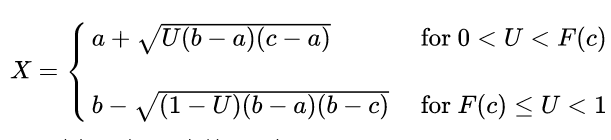 X = { a + √U(b − a)(c − a) for 0 < U < F(c)
b − √(1 − U)(b − a)(b − c) for F(c) ≤ U < 1